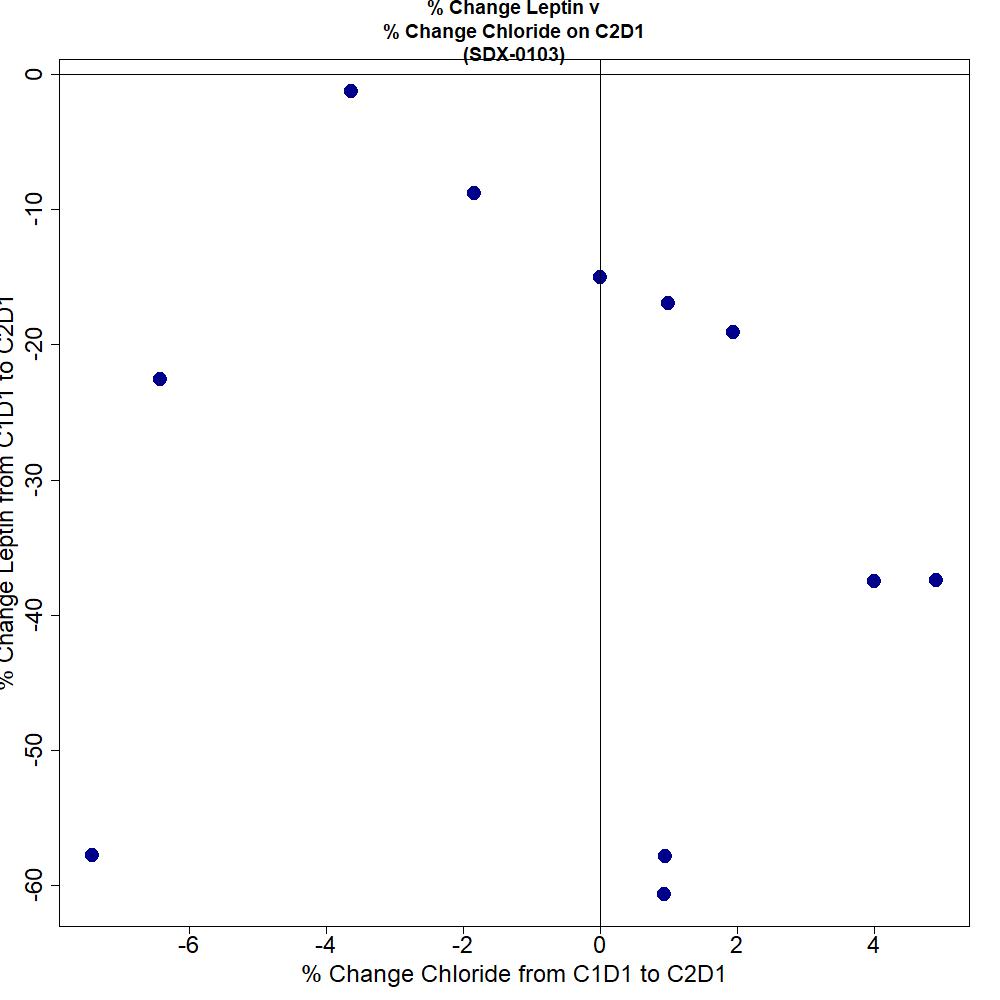 % Change Leptin v
% Change Chloride on C2D1
(SDX-0103)
0
-10
-20
-30
-40
-50
-60
% Change Leptin from C1D1 to C2D1
-6
-4
-2
0
2
4
% Change Chloride from C1D1 to C2D1